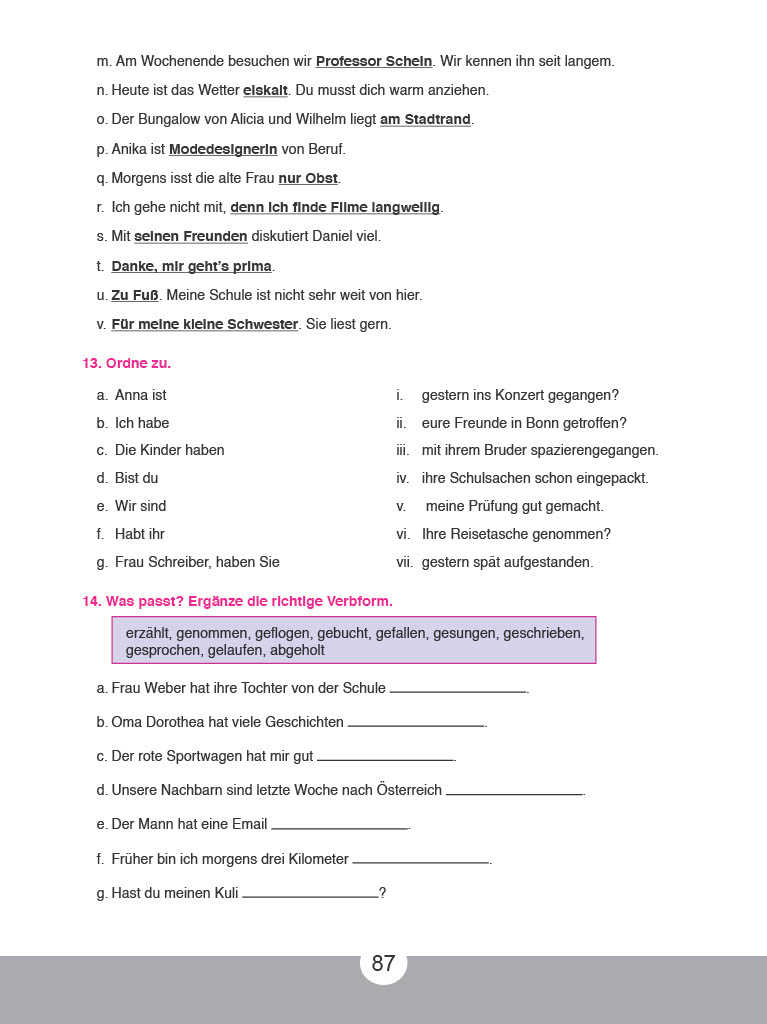 m. Am Wochenende besuchen wir Professor Schein. Wir kennen ihn seit langem.
n. Heute ist das Wetter eiskalt. Du musst dich warm anziehen.
o. Der Bungalow von Alicia und Wilhelm liegt am Stadtrand.
p. Anika ist Modedesignerin von Beruf.
q. Morgens isst die alte Frau nur Obst.
r. Ich gehe nicht mit, denn ich finde Filme langweilig.
s. Mit seinen Freunden diskutiert Daniel viel.
t. Danke, mir geht's prima.
u. Zu Fuß. Meine Schule ist nicht sehr weit von hier.
v. Für meine kleine Schwester. Sie liest gern.
13. Ordne zu.
a. Anna ist i. gestern ins Konzert gegangen?
b. Ich habe ii. eure Freunde in Bonn getroffen?
c. Die Kinder haben iii. mit ihrem Bruder spazierengegangen.
d. Bist du iv. ihre Schulsachen schon eingepackt.
e. Wir sind v. meine Prüfung gut gemacht.
f. Habt ihr vi. Ihre Reisetasche genommen?
g. Frau Schreiber, haben Sie vii. gestern spät aufgestanden.
14. Was passt? Ergänze die richtige Verbform.
erzählt, genommen, geflogen, gebucht, gefallen, gesungen, geschrieben,
gesprochen, gelaufen, abgeholt
a. Frau Weber hat ihre Tochter von der Schule _________________.
b. Oma Dorothea hat viele Geschichten _________________.
c. Der rote Sportwagen hat mir gut _________________.
d. Unsere Nachbarn sind letzte Woche nach Österreich _________________.
e. Der Mann hat eine Email _________________.
f. Früher bin ich morgens drei Kilometer _________________.
g. Hast du meinen Kuli _________________?
87